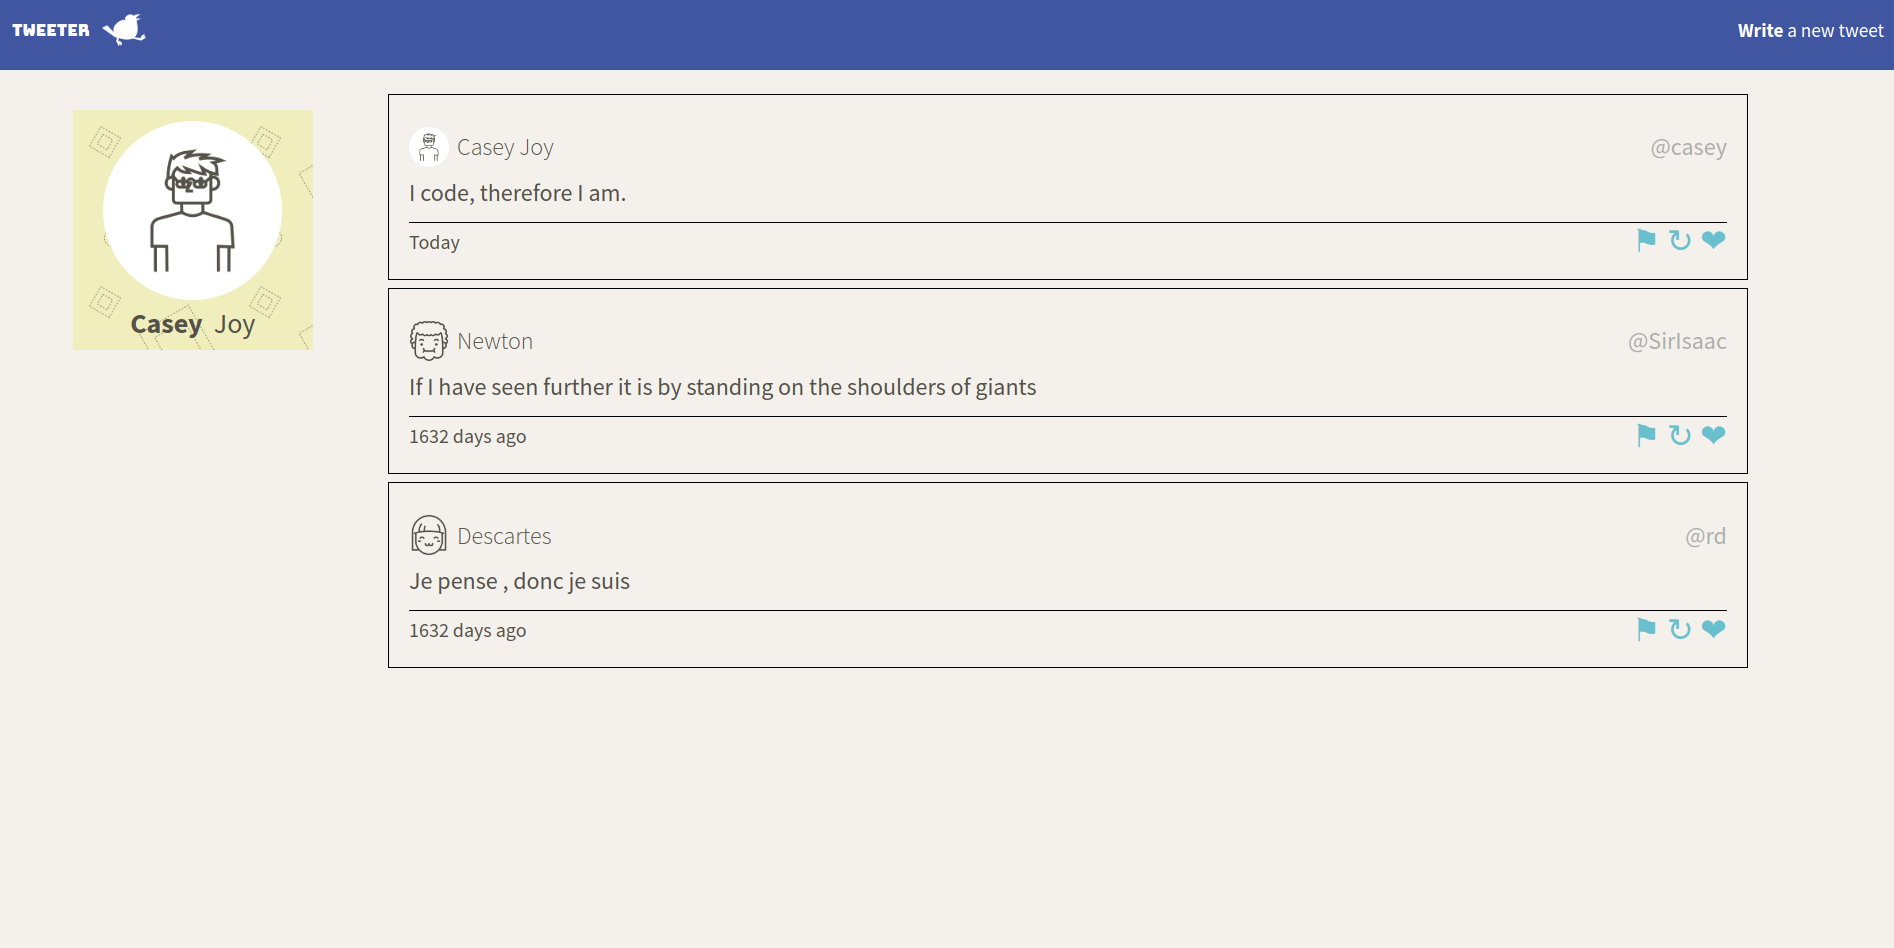 TWEETER
Write a new tweet
Casey Joy
Casey Joy @casey
I code, therefore I am.
Today
Newton @SirIsaac
If I have seen further it is by standing on the shoulders of giants
1632 days ago
Descartes @rd
Je pense , donc je suis
1632 days ago